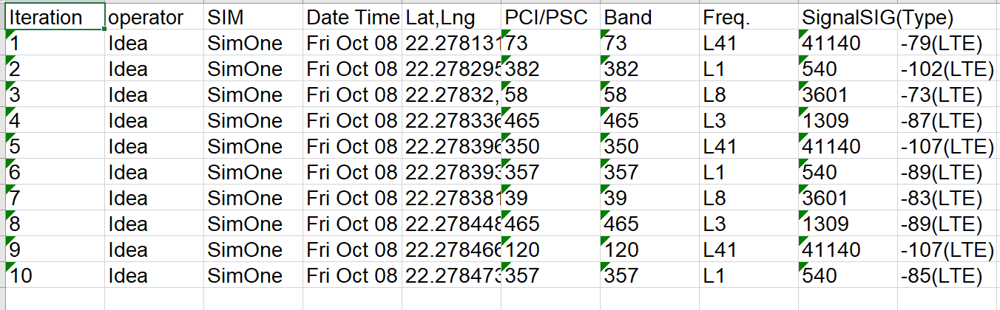 Iteration operator SIM Date Time Lat,Lng PCI/PSC Band Freq. SignalSIG(Type)
1 Idea SimOne Fri Oct 08 22.278131 73 73 L41 41140 -79(LTE)
2 Idea SimOne Fri Oct 08 22.278295 382 382 L1 540 -102(LTE)
3 Idea SimOne Fri Oct 08 22.27832, 58 58 L8 3601 -73(LTE)
4 Idea SimOne Fri Oct 08 22.278336 465 465 L3 1309 -87(LTE)
5 Idea SimOne Fri Oct 08 22.278396 350 350 L41 41140 -107(LTE)
6 Idea SimOne Fri Oct 08 22.278393 357 357 L1 540 -89(LTE)
7 Idea SimOne Fri Oct 08 22.278381 39 39 L8 3601 -83(LTE)
8 Idea SimOne Fri Oct 08 22.278448 465 465 L3 1309 -89(LTE)
9 Idea SimOne Fri Oct 08 22.278466 120 120 L41 41140 -107(LTE)
10 Idea SimOne Fri Oct 08 22.278473 357 357 L1 540 -85(LTE)